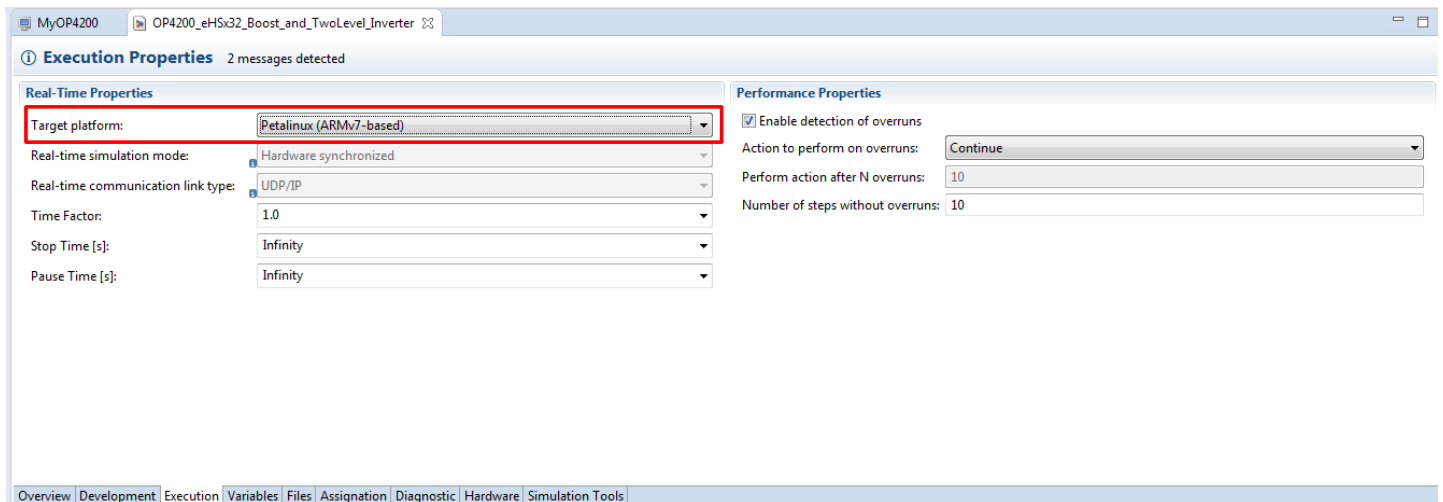 MyOP4200 OP4200_eHSx32_Boost_and_TwoLevel_Inverter
Execution Properties 2 messages detected
Real-Time Properties
Target platform: Petalinux (ARMv7-based)
Real-time simulation mode: Hardware synchronized
Real-time communication link type: UDP/IP
Time Factor: 1.0
Stop Time [s]: Infinity
Pause Time [s]: Infinity
Performance Properties
Enable detection of overruns
Action to perform on overruns: Continue
Perform action after N overruns: 10
Number of steps without overruns: 10
Overview Development Execution Variables Files Assignation Diagnostic Hardware Simulation Tools